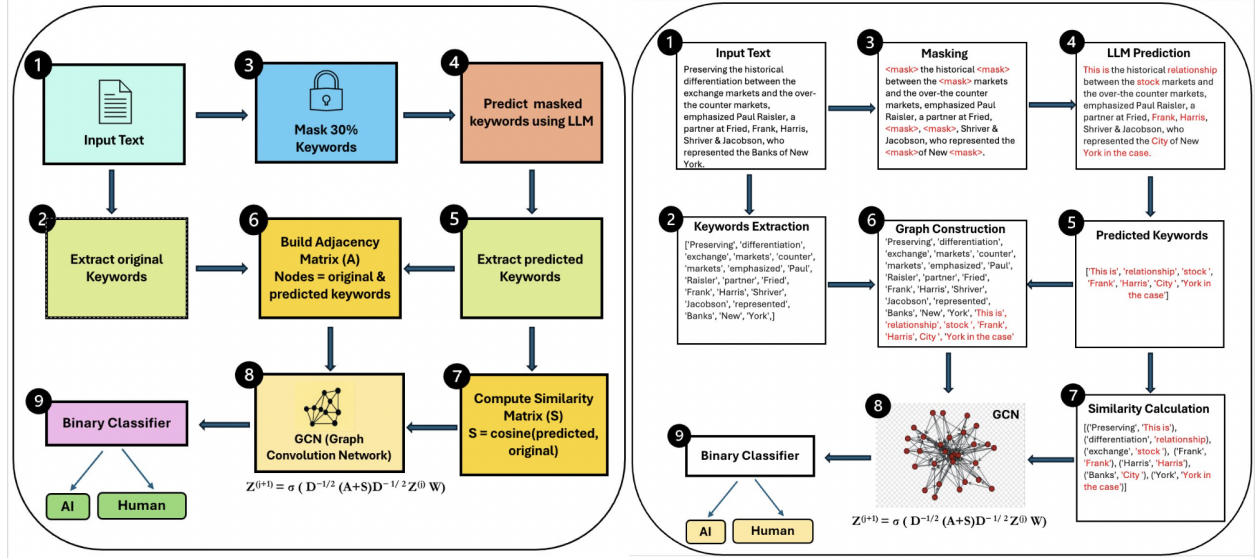 1
Input Text
3
Mask 30%
Keywords
4
Predict masked
keywords using LLM
2
Extract original
Keywords
6
Build Adjacency
Matrix (A)
Nodes = original &
predicted keywords
5
Extract predicted
Keywords
9
Binary Classifier
8
GCN (Graph
Convolution Network)
7
Compute Similarity
Matrix (S)
S = cosine(predicted,
original)
Z^(j+1) = σ ( D^-1/2 (A+S)D^-1/2 Z^(j) W)
AI
Human
1
Input Text
Preserving the historical
differentiation between the
exchange markets and the over-
the counter markets,
emphasized Paul Raisler, a
partner at Fried, Frank, Harris,
Shriver & Jacobson, who
represented the Banks of New
York.
3
Masking
<mask> the historical <mask>
between the <mask> markets
and the over-the counter
markets, emphasized Paul
Raisler, a partner at Fried,
<mask>, <mask>, Shriver &
Jacobson, who represented the
<mask>of New <mask>.
4
LLM Prediction
This is the historical relationship
between the stock markets and
the over-the counter markets,
emphasized Paul Raisler, a
partner at Fried, Frank, Harris,
Shriver & Jacobson, who
represented the City of New
York in the case.
2
Keywords Extraction
['Preserving', 'differentiation',
'exchange', 'markets', 'counter',
'markets', 'emphasized', 'Paul',
'Raisler', 'partner', 'Fried',
'Frank', 'Harris', 'Shriver',
'Jacobson', 'represented',
'Banks', 'New', 'York',]
6
Graph Construction
'Preserving', 'differentiation',
'exchange', 'markets', 'counter',
'markets', 'emphasized', 'Paul',
'Raisler', 'partner', 'Fried',
'Frank', 'Harris', 'Shriver',
'Jacobson', 'represented',
'Banks', 'New', 'York', 'This is',
'relationship', 'stock ', 'Frank',
'Harris', City ', 'York in the case'
5
Predicted Keywords
['This is', 'relationship', 'stock ',
'Frank', 'Harris', 'City ', 'York in
the case']
9
Binary Classifier
8
GCN
7
Similarity Calculation
[('Preserving', 'This is'),
('differentiation', 'relationship),
('exchange', 'stock '), ('Frank',
'Frank'), ('Harris', 'Harris'),
('Banks', 'City '), ('York', 'York in
the case')]
Z^(j+1) = σ ( D^-1/2 (A+S)D^-1/2 Z^(j) W)
AI
Human